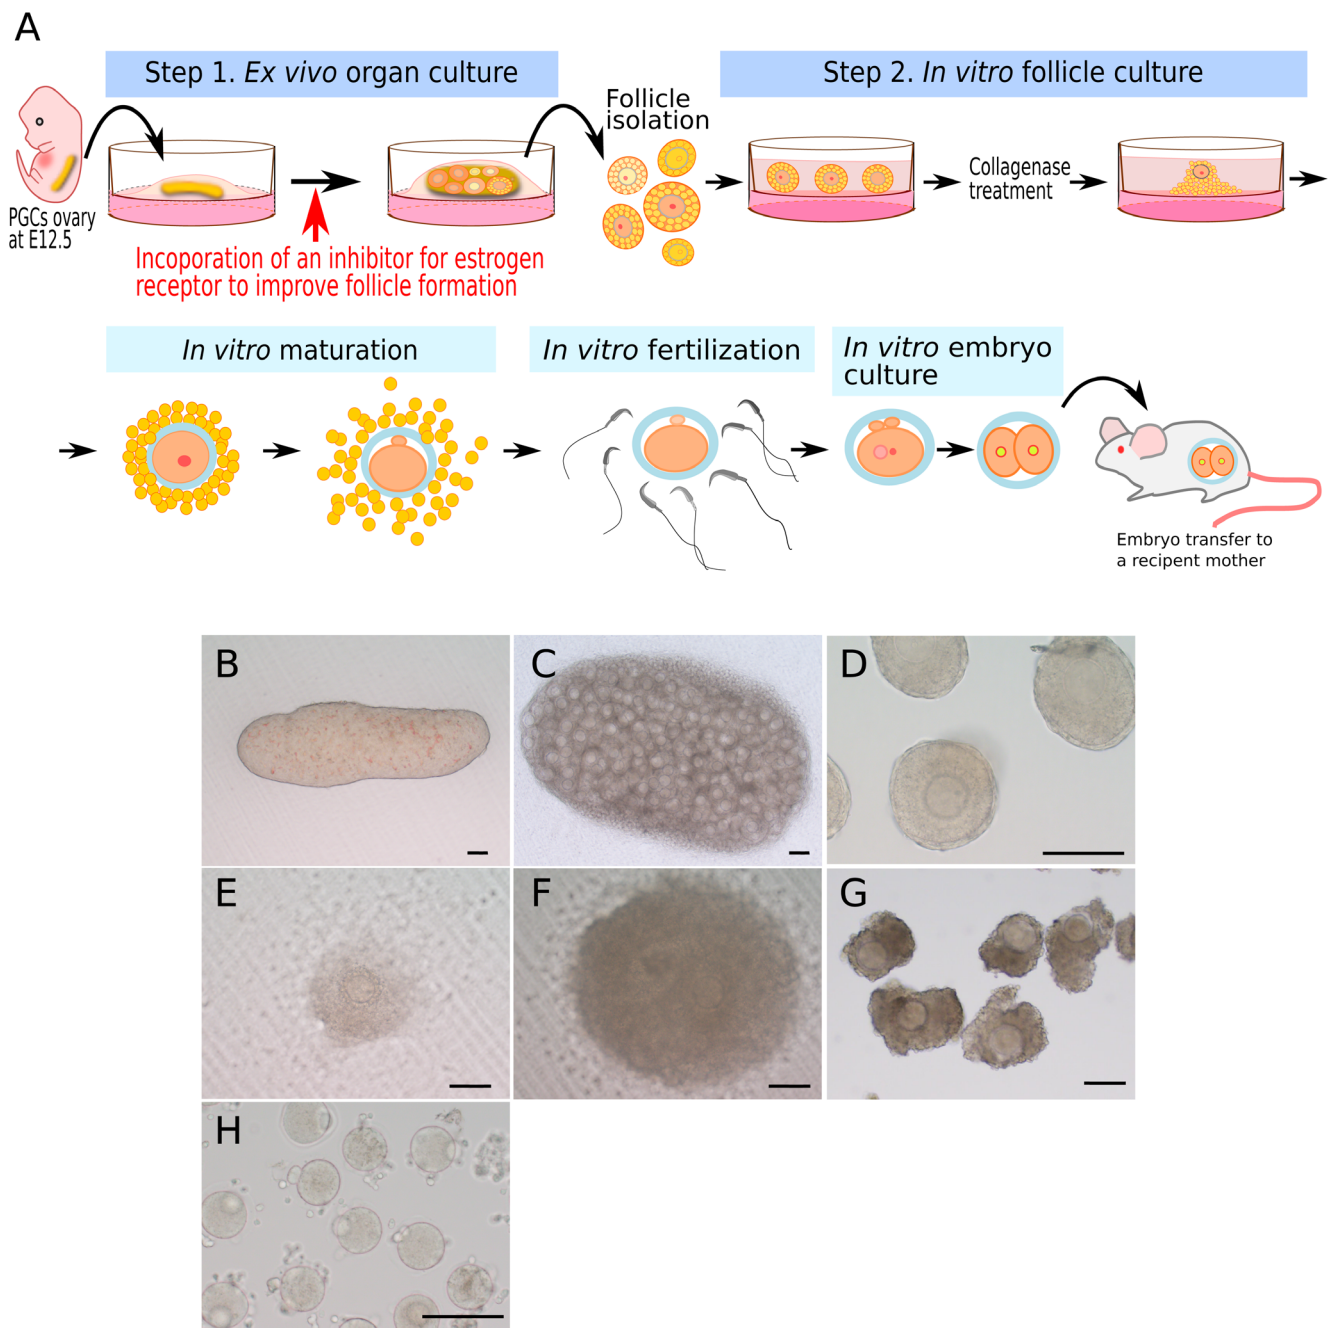 A
Step 1. Ex vivo organ culture
Step 2. In vitro follicle culture
Follicle
isolation
PGCs ovary
at E12.5
Collagenase
treatment
Incoporation of an inhibitor for estrogen
receptor to improve follicle formation
In vitro maturation
In vitro fertilization
In vitro embryo
culture
Embryo transfer to
a recipent mother
B
C
D
E
F
G
H